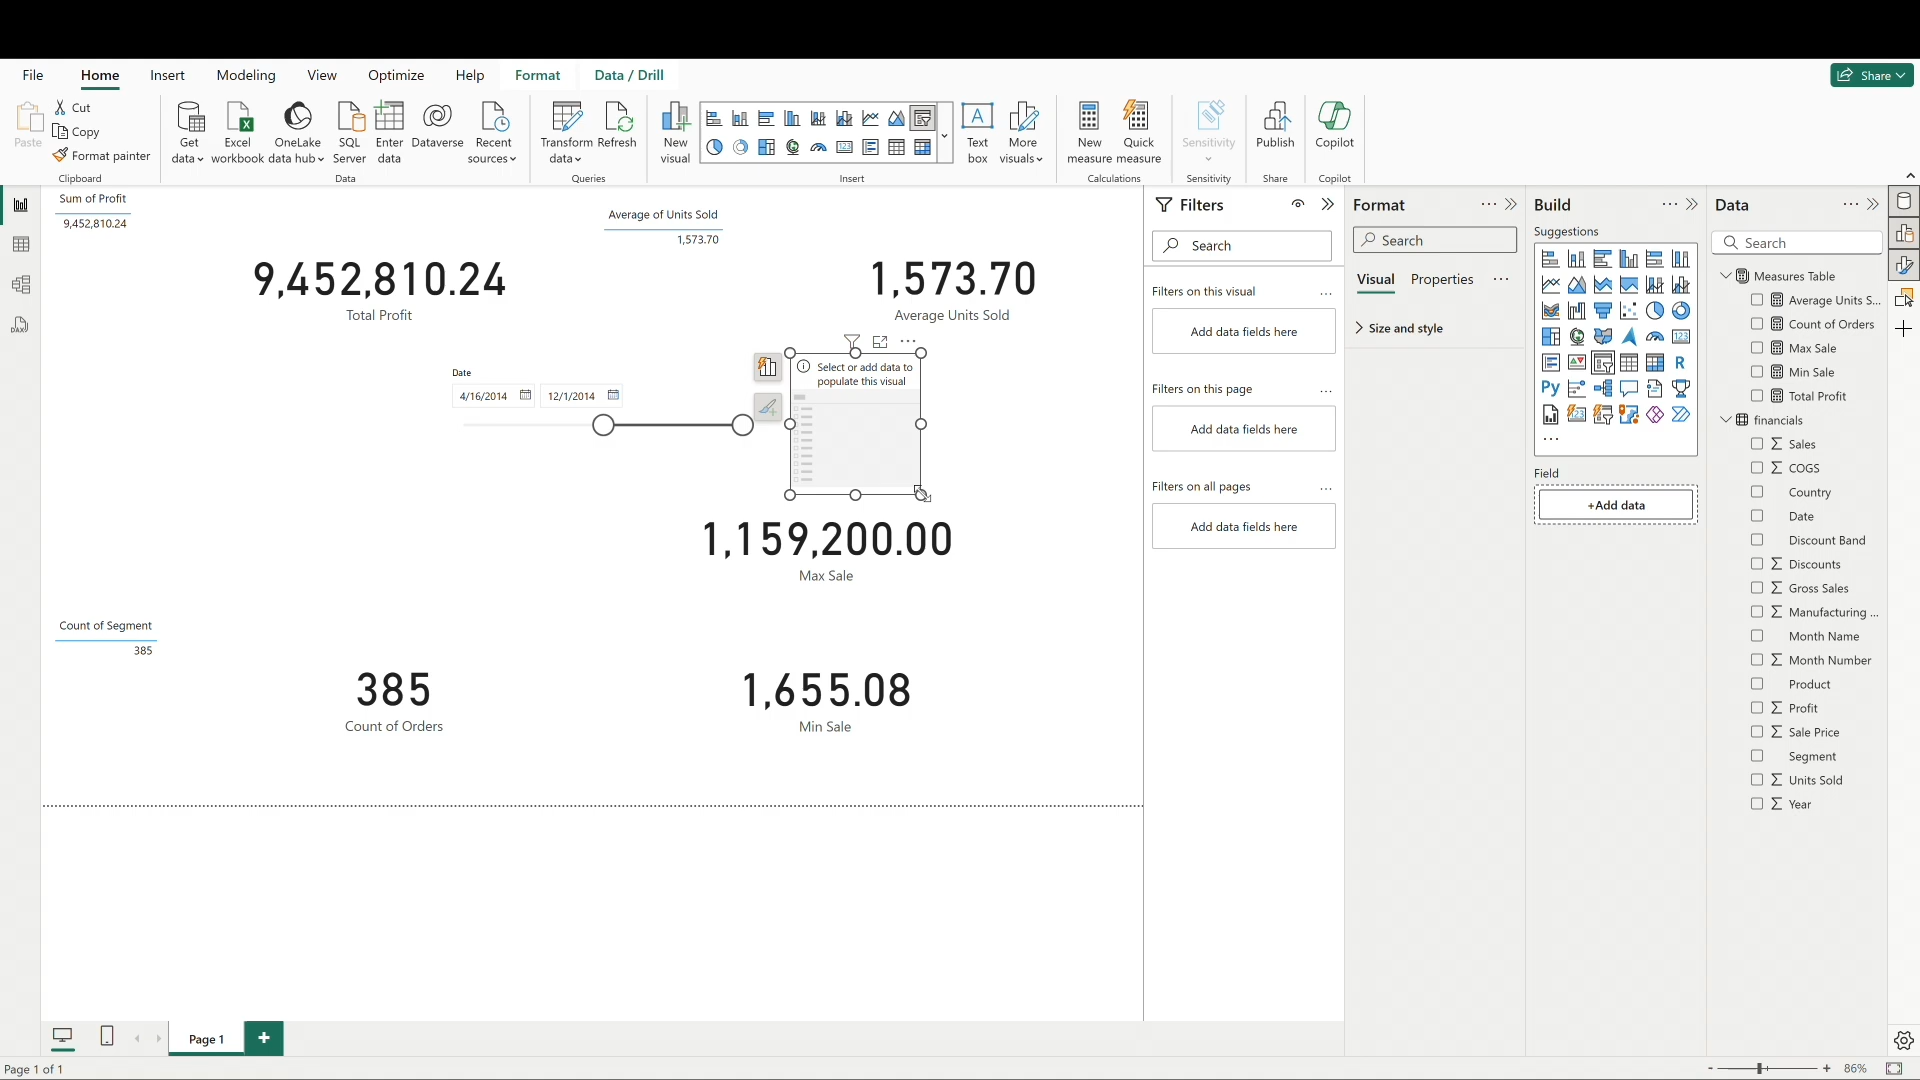 File
Home
Insert
Modeling
View
Optimize
Help
Format
Data / Drill
Share
Paste
Cut
Copy
Format painter
Clipboard
Get
data
Excel
workbook
OneLake
data hub
SQL
Server
Enter
data
Dataverse
Recent
sources
Data
Transform
data
Refresh
Queries
New
visual
Insert
A
Text
box
More
visuals
New
measure
Quick
measure
Calculations
Sensitivity
Sensitivity
Publish
Share
Copilot
Copilot
Sum of Profit
9,452,810.24
Average of Units Sold
1,573.70
9,452,810.24
Total Profit
1,573.70
Average Units Sold
Date
4/16/2014
12/1/2014
Select or add data to
populate this visual
1,159,200.00
Max Sale
Count of Segment
385
385
Count of Orders
1,655.08
Min Sale
Filters
Search
Filters on this visual
Add data fields here
Filters on this page
Add data fields here
Filters on all pages
Add data fields here
Format
Search
Visual
Properties
Size and style
Build
Suggestions
123
R
Py
Field
+Add data
Data
Search
Measures Table
Average Units S...
Count of Orders
Max Sale
Min Sale
Total Profit
financials
Sales
COGS
Country
Date
Discount Band
Discounts
Gross Sales
Manufacturing ...
Month Name
Month Number
Product
Profit
Sale Price
Segment
Units Sold
Year
Page 1
Page 1 of 1
86%